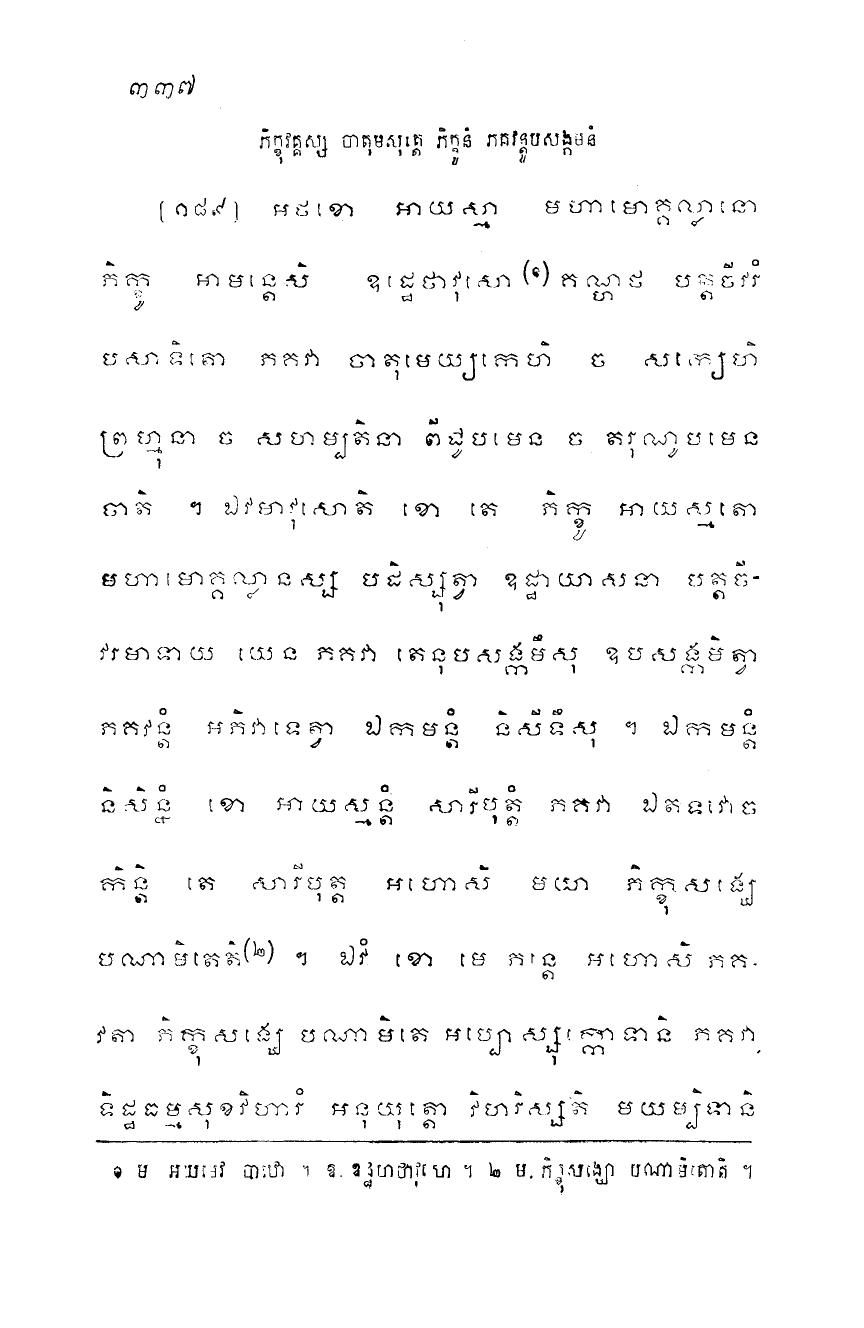 ៣៣៧
ភិក្ខុវគ្គស្ស ចាតុមសុត្តេ ភិក្ខូនំ ភគវន្តូបសង្កមនំ
[១៨៩] អថខោ អាយស្មា មហាមោគ្គល្លានោ
ភិក្ខូ អាមន្តេសិ ឧដ្ឋេថាវុសោ(១) គណ្ហថ បត្តចីវរំ
បសាទិតោ ភគវា ចាតុមេយ្យកេហិ ច សក្យេហិ
ព្រហ្មុនា ច សហម្បតិនា ពីជូបមេន ច តរុណូបមេន
ចាតិ ។ ឯវមាវុសោតិ ខោ តេ ភិក្ខូ អាយស្មតោ
មហាមោគ្គល្លានស្ស បដិស្សុត្វា ឧដ្ឋាយាសនា បត្តចី-
វរមាទាយ យេន ភគវា តេនុបសង្កមឹសុ ឧបសង្កមិត្វា
ភគវន្តំ អភិវាទេត្វា ឯកមន្តំ និសីទឹសុ ។ ឯកមន្តំ
និសិន្នំ ខោ អាយស្មន្តំ សារីបុត្តំ ភគវា ឯតទវោច
កិន្តិ តេ សារីបុត្ត អហោសិ មយា ភិក្ខុសង្ឃេ
បណាមិតេតិ(២) ។ ឯវំ ខោ មេ ភន្តេ អហោសិ ភគ-
វតា ភិក្ខុសង្ឃេ បណាមិតេ អប្បោស្សុក្កោទានិ ភគវា
ទិដ្ឋធម្មសុខវិហារំ អនុយុត្តោ វិហរិស្សតិ មយម្បិទានិ
១ ម អយមេវ បាឋោ ។ ឱ. ឧដ្ឋហថាវុសោ ។ ២ ម. ភិក្ខុសង្ឃោ បណាមិតោតិ ។